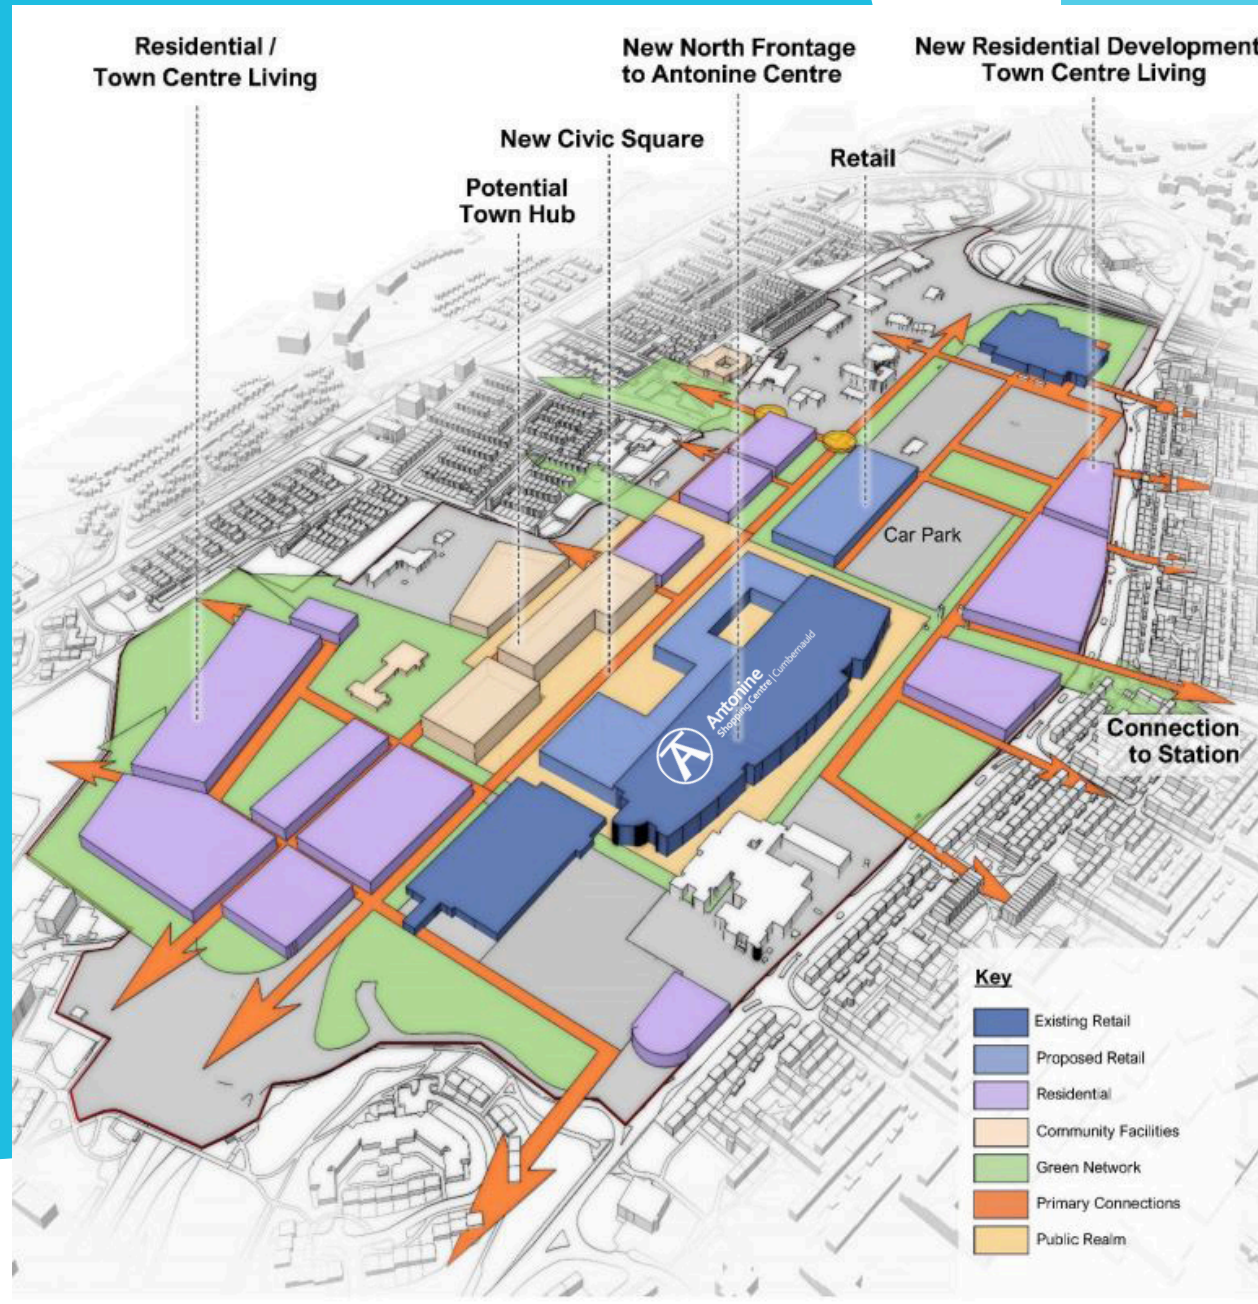 Residential /
Town Centre Living
New North Frontage
to Antonine Centre
New Residential Development
Town Centre Living
New Civic Square
Retail
Potential
Town Hub
Car Park
Antonine
Shopping Centre | Cumbernauld
Connection
to Station
Key
Existing Retail
Proposed Retail
Residential
Community Facilities
Green Network
Primary Connections
Public Realm